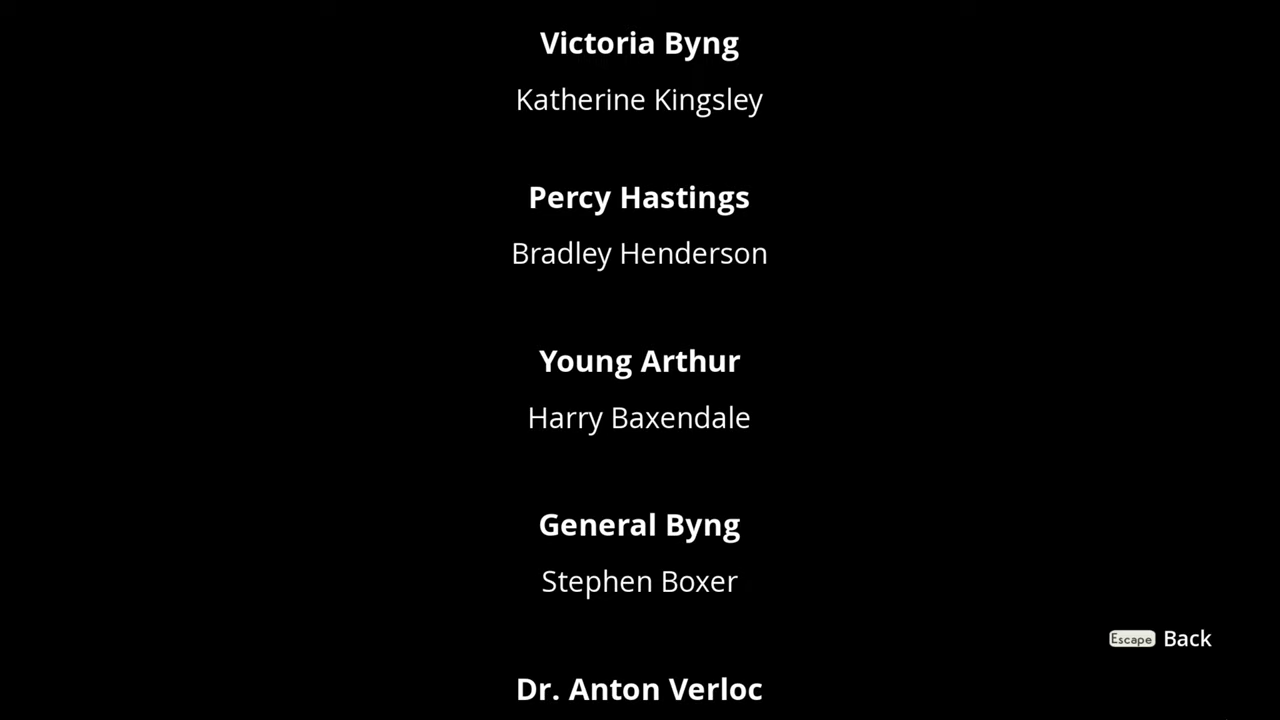 Victoria Byng
Katherine Kingsley
Percy Hastings
Bradley Henderson
Young Arthur
Harry Baxendale
General Byng
Stephen Boxer
Escape Back
Dr. Anton Verloc